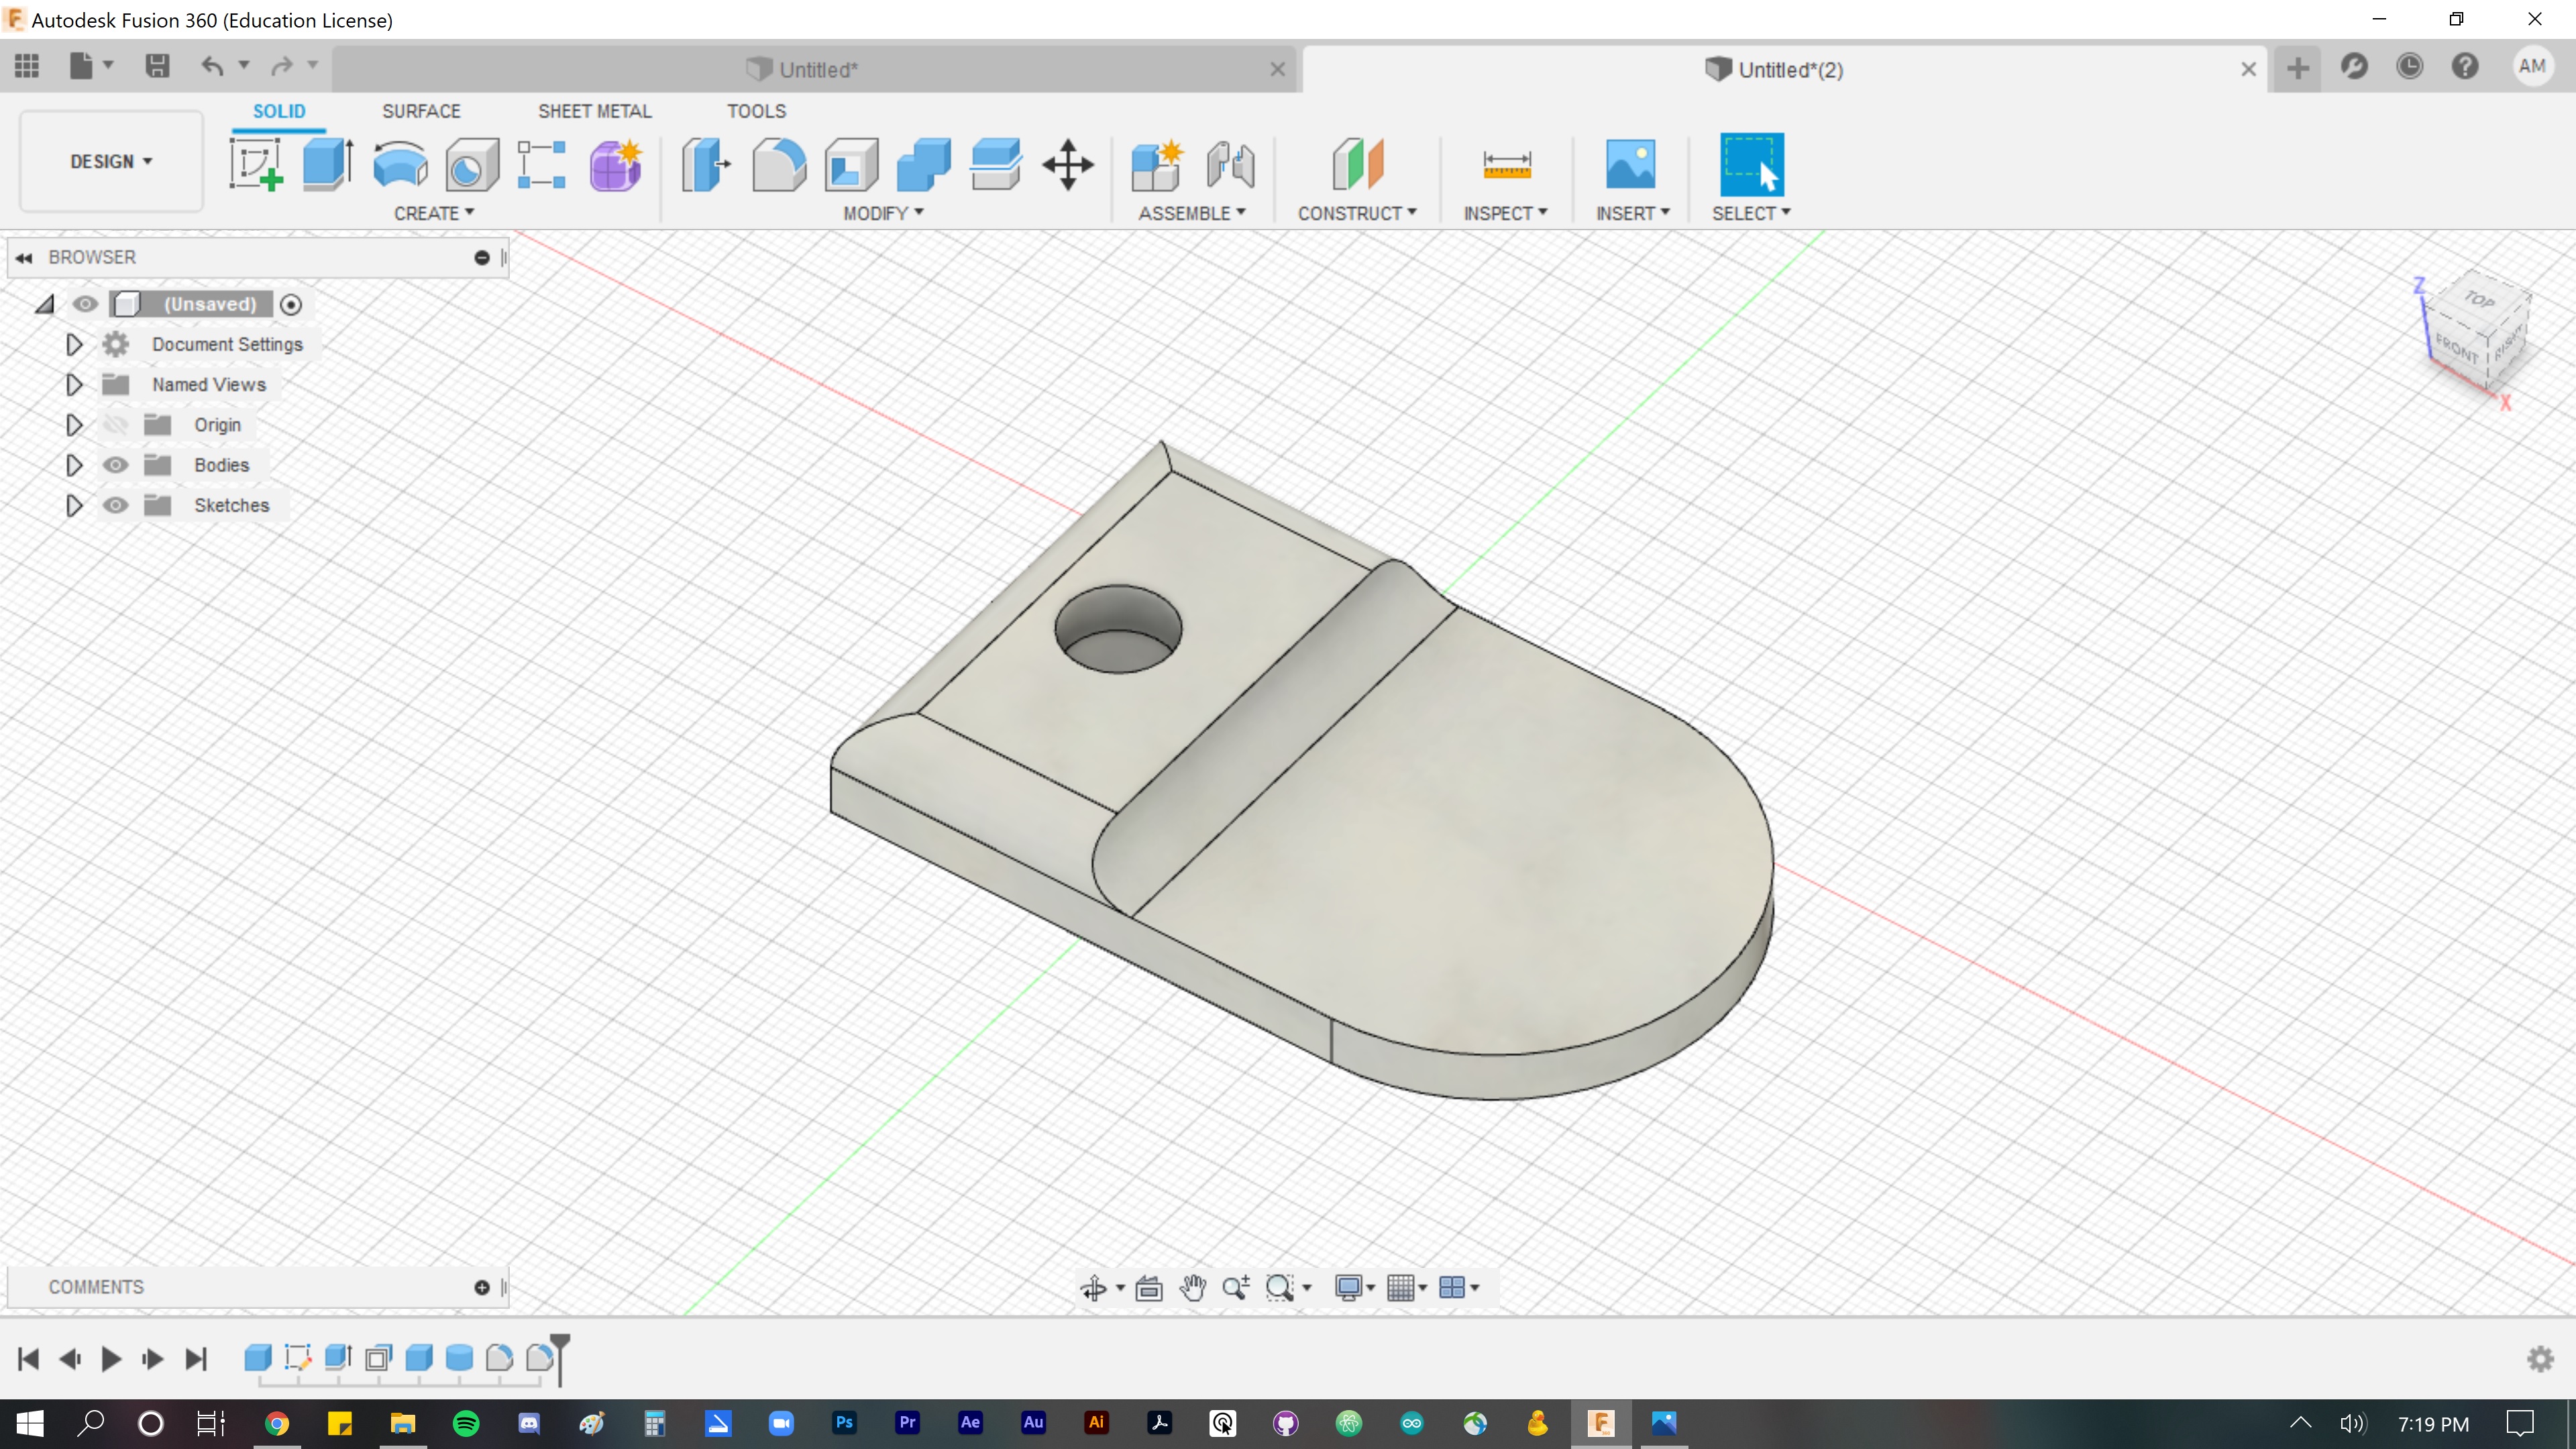 Autodesk Fusion 360 (Education License)
Untitled*
Untitled*(2)
AM
SOLID
SURFACE
SHEET METAL
TOOLS
DESIGN
CREATE
MODIFY
ASSEMBLE
CONSTRUCT
INSPECT
INSERT
SELECT
BROWSER
(Unsaved)
Document Settings
Named Views
Origin
Bodies
Sketches
Z
TOP
FRONT
RIGHT
X
COMMENTS
Ps
Pr
Ae
Au
Ai
F
7:19 PM